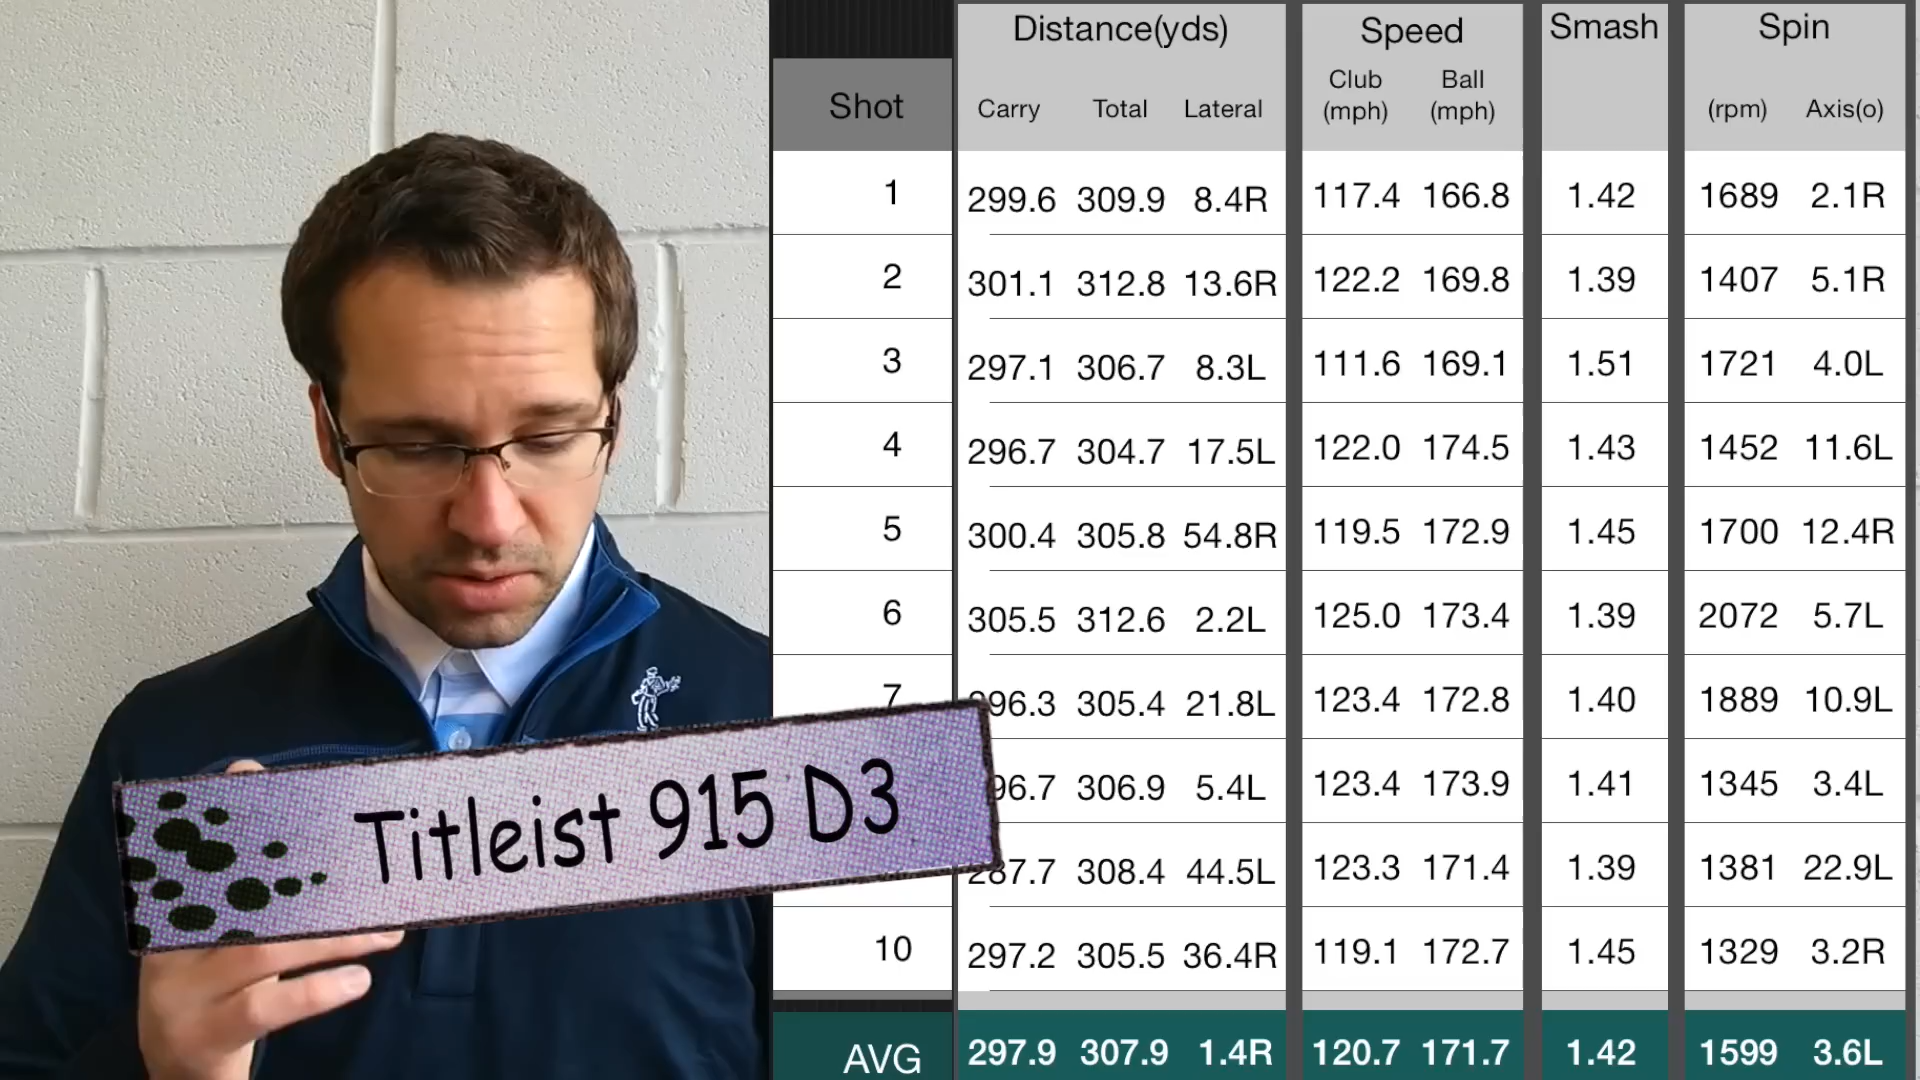 Distance(yds) Speed Smash Spin
Shot Carry Total Lateral Club (mph) Ball (mph) (rpm) Axis(o)
1 299.6 309.9 8.4R 117.4 166.8 1.42 1689 2.1R
2 301.1 312.8 13.6R 122.2 169.8 1.39 1407 5.1R
3 297.1 306.7 8.3L 111.6 169.1 1.51 1721 4.0L
4 296.7 304.7 17.5L 122.0 174.5 1.43 1452 11.6L
5 300.4 305.8 54.8R 119.5 172.9 1.45 1700 12.4R
6 305.5 312.6 2.2L 125.0 173.4 1.39 2072 5.7L
7 305.4 21.8L 123.4 172.8 1.40 1889 10.9L
306.9 5.4L 123.4 173.9 1.41 1345 3.4L
287.7 308.4 44.5L 123.3 171.4 1.39 1381 22.9L
10 297.2 305.5 36.4R 119.1 172.7 1.45 1329 3.2R
AVG 297.9 307.9 1.4R 120.7 171.7 1.42 1599 3.6L
Titleist 915 D3